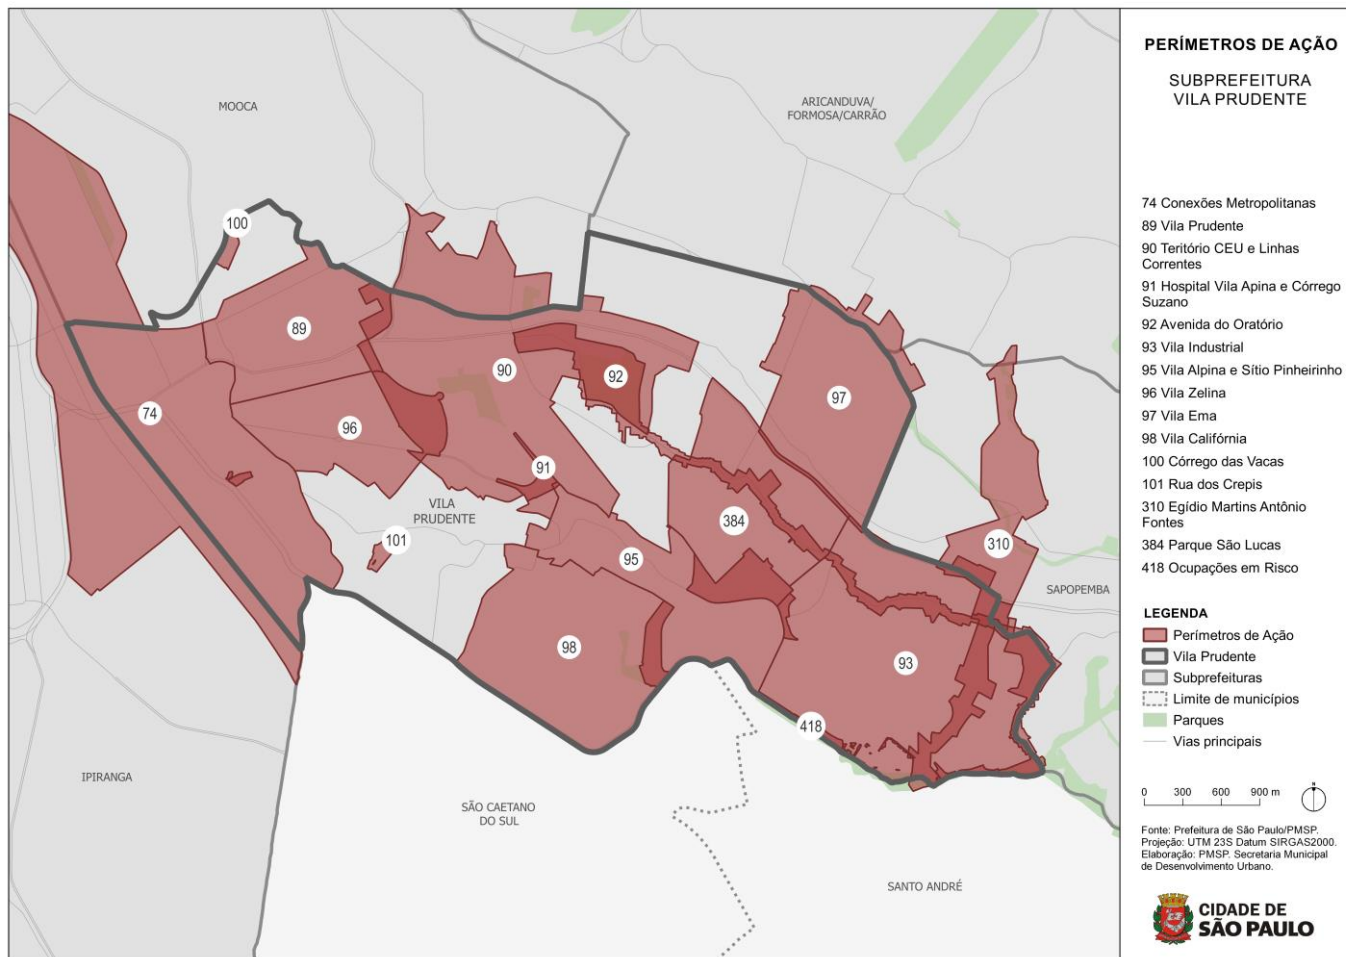 PERÍMETROS DE AÇÃO
SUBPREFEITURA
VILA PRUDENTE
74 Conexões Metropolitanas
89 Vila Prudente
90 Teritório CEU e Linhas
Correntes
91 Hospital Vila Apina e Córrego
Suzano
92 Avenida do Oratório
93 Vila Industrial
95 Vila Alpina e Sítio Pinheirinho
96 Vila Zelina
97 Vila Ema
98 Vila Califórnia
100 Córrego das Vacas
101 Rua dos Crepis
310 Egídio Martins Antônio
Fontes
384 Parque São Lucas
418 Ocupações em Risco
LEGENDA
Perímetros de Ação
Vila Prudente
Subprefeituras
Limite de municípios
Parques
Vias principais
0 300 600 900 m
N
Fonte: Prefeitura de São Paulo/PMSP.
Projeção: UTM 23S Datum SIRGAS2000.
Elaboração: PMSP. Secretaria Municipal
de Desenvolvimento Urbano.
CIDADE DE
SÃO PAULO
MOOCA
ARICANDUVA/
FORMOSA/CARRÃO
100
89
90
92
97
74
96
91
VILA
PRUDENTE
101
384
95
310
SAPOPEMBA
98
93
418
IPIRANGA
SÃO CAETANO
DO SUL
SANTO ANDRÉ